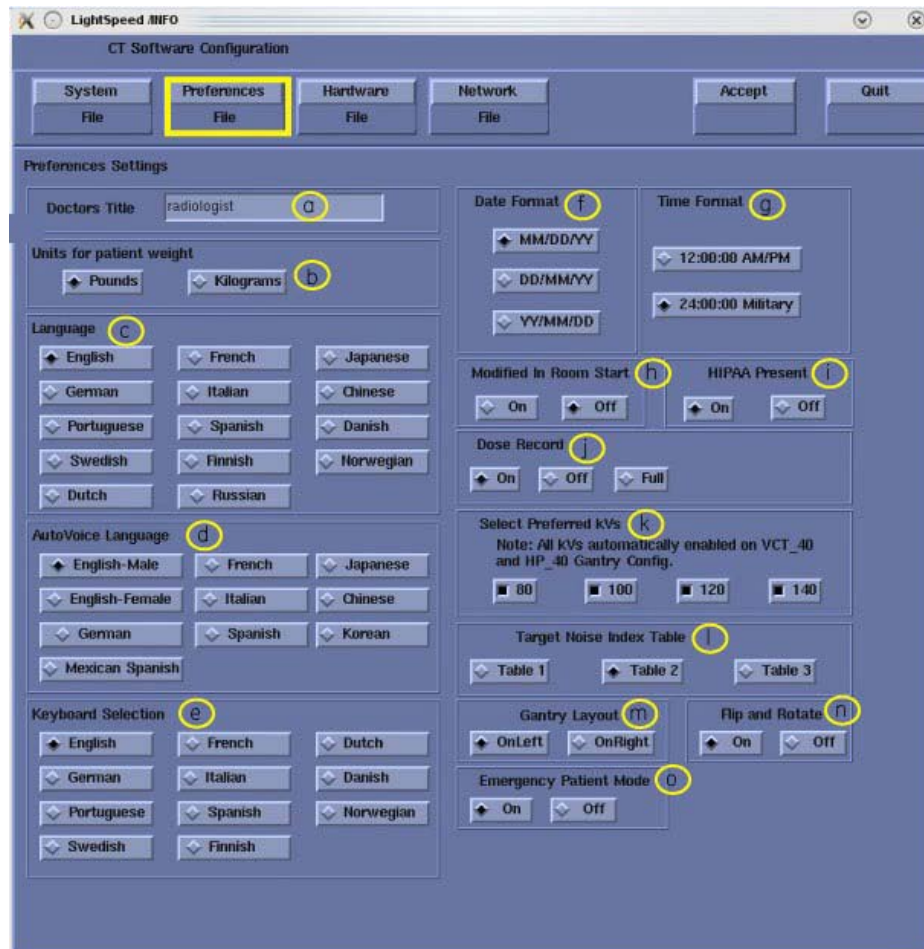 LightSpeed /INFO
CT Software Configuration
System Preferences Hardware Network Accept Quit
File File File File
Preferences Settings
Doctors Title radiologist a
Units for patient weight
Pounds Kilograms b
Language c
English French Japanese
German Italian Chinese
Portuguese Spanish Danish
Swedish Finnish Norwegian
Dutch Russian
AutoVoice Language d
English-Male French Japanese
English-Female Italian Chinese
German Spanish Korean
Mexican Spanish
Keyboard Selection e
English French Dutch
German Italian Danish
Portuguese Spanish Norwegian
Swedish Finnish
Date Format f
MM/DD/YY
DD/MM/YY
YY/MM/DD
Time Format g
12:00:00 AM/PM
24:00:00 Military
Modified In Room Start h
On Off
HIPAA Present i
On Off
Dose Record j
On Off Full
Select Preferred kVs k
Note: All kVs automatically enabled on VCT_40
and HP_40 Gantry Config.
80 100 120 140
Target Noise Index Table l
Table 1 Table 2 Table 3
Gantry Layout m
OnLeft OnRight
Flip and Rotate n
On Off
Emergency Patient Mode o
On Off